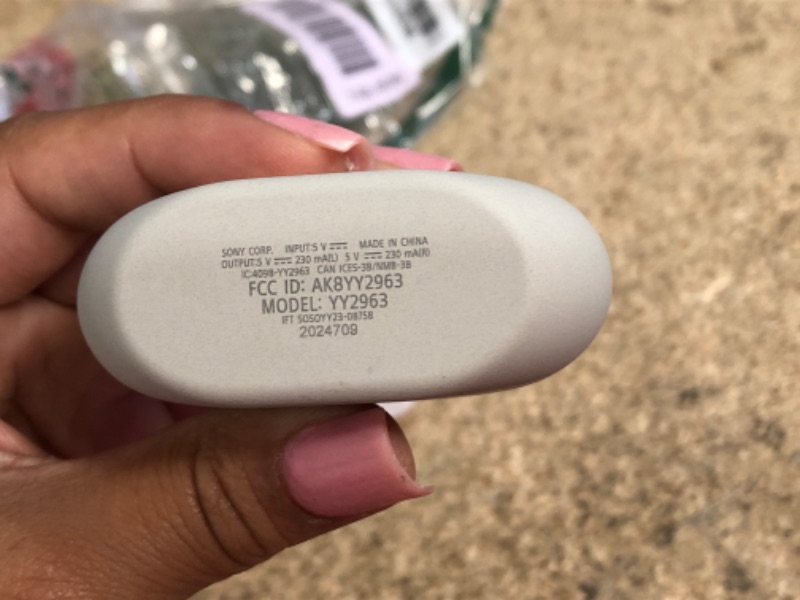 SONY CORP. INPUT:5 V ⎓ MADE IN CHINA
OUTPUT:5 V ⎓ 230 mA(L) 5 V ⎓ 230 mA(R)
IC:4098-YY2963 CAN ICES-3B/NMB-3B
FCC ID: AK8YY2963
MODEL: YY2963
IFT SOSOYY23-08758
2024709